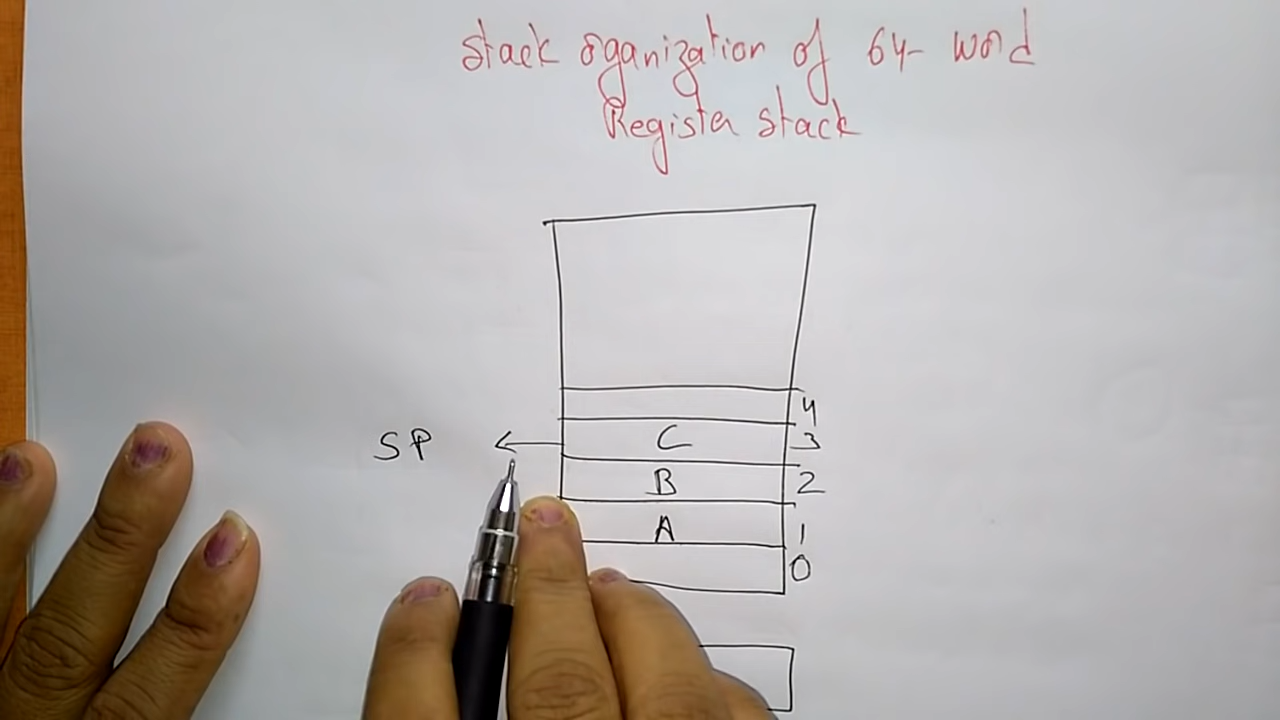 Stack organization of 64- word
Register stack
4
SP C 3
B 2
A 1
0